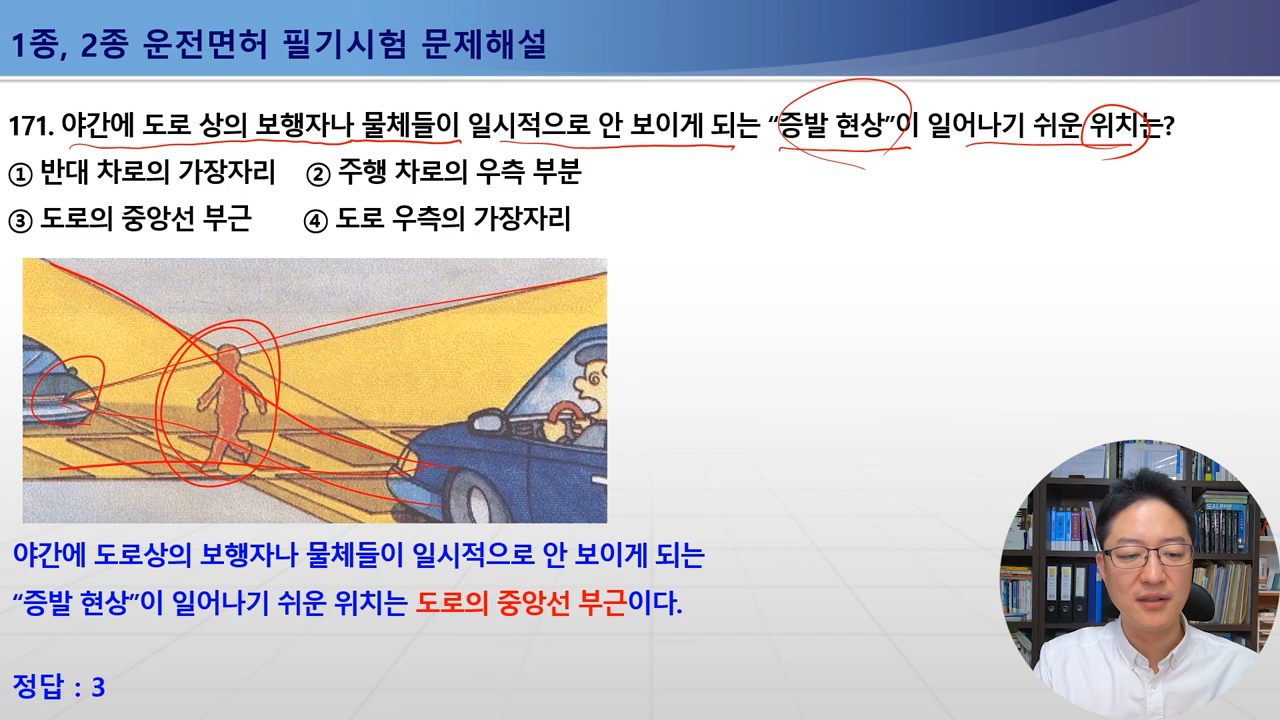 1종, 2종 운전면허 필기시험 문제해설
171. 야간에 도로 상의 보행자나 물체들이 일시적으로 안 보이게 되는 “증발 현상”이 일어나기 쉬운 위치는?
① 반대 차로의 가장자리 ② 주행 차로의 우측 부분
③ 도로의 중앙선 부근 ④ 도로 우측의 가장자리
야간에 도로상의 보행자나 물체들이 일시적으로 안 보이게 되는
“증발 현상”이 일어나기 쉬운 위치는 도로의 중앙선 부근이다.
정답 : 3